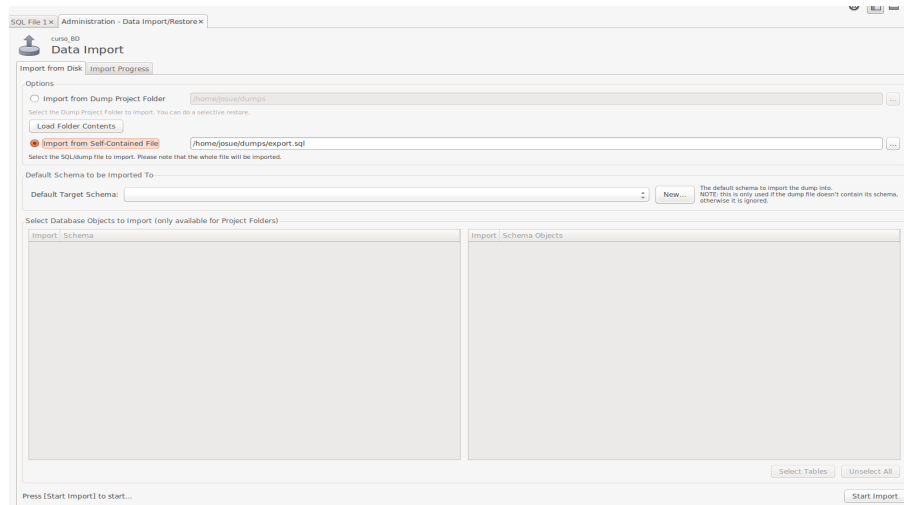 SQL File 1× Administration - Data Import/Restore×
curso_BD
Data Import
Import from Disk Import Progress
Options
Import from Dump Project Folder /home/josue/dumps ...
Select the Dump Project Folder to import. You can do a selective restore.
Load Folder Contents
Import from Self-Contained File /home/josue/dumps/export.sql ...
Select the SQL/dump file to import. Please note that the whole file will be imported.
Default Schema to be Imported To
Default Target Schema: New... The default schema to import the dump into.
NOTE: this is only used if the dump file doesn't contain its schema,
otherwise it is ignored.
Select Database Objects to Import (only available for Project Folders)
Import Schema Import Schema Objects
Select Tables Unselect All
Press [Start Import] to start... Start Import